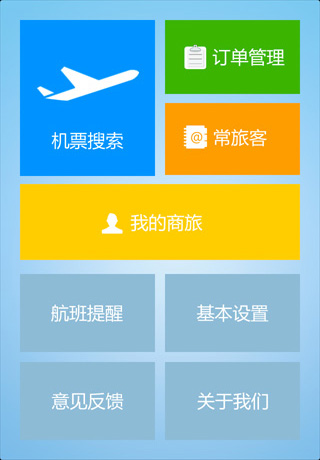 机票搜索
订单管理
常旅客
我的商旅
航班提醒
基本设置
意见反馈
关于我们